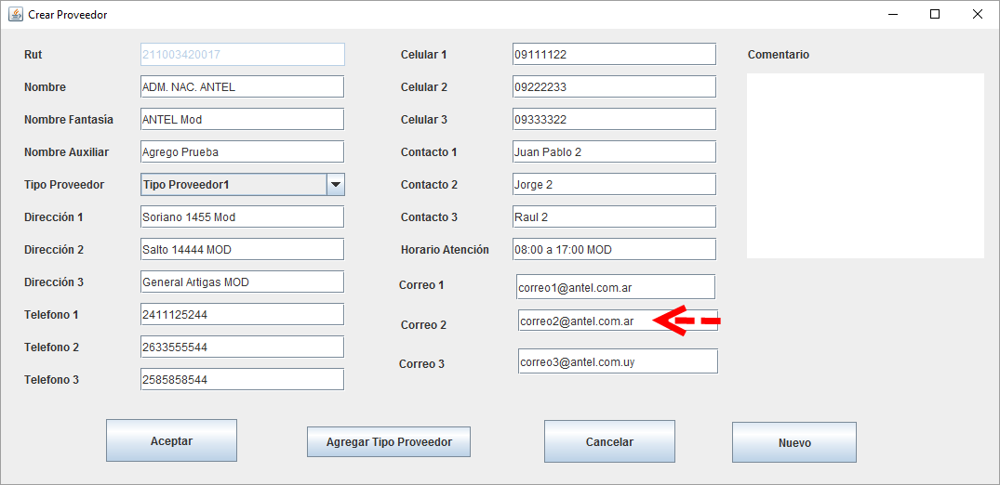 Crear Proveedor
Rut 211003420017
Nombre ADM. NAC. ANTEL
Nombre Fantasía ANTEL Mod
Nombre Auxiliar Agrego Prueba
Tipo Proveedor Tipo Proveedor1
Dirección 1 Soriano 1455 Mod
Dirección 2 Salto 14444 MOD
Dirección 3 General Artigas MOD
Telefono 1 2411125244
Telefono 2 2633555544
Telefono 3 2585858544
Celular 1 09111122
Celular 2 09222233
Celular 3 09333322
Contacto 1 Juan Pablo 2
Contacto 2 Jorge 2
Contacto 3 Raul 2
Horario Atención 08:00 a 17:00 MOD
Correo 1 correo1@antel.com.ar
Correo 2 correo2@antel.com.ar
Correo 3 correo3@antel.com.uy
Comentario
Aceptar
Agregar Tipo Proveedor
Cancelar
Nuevo